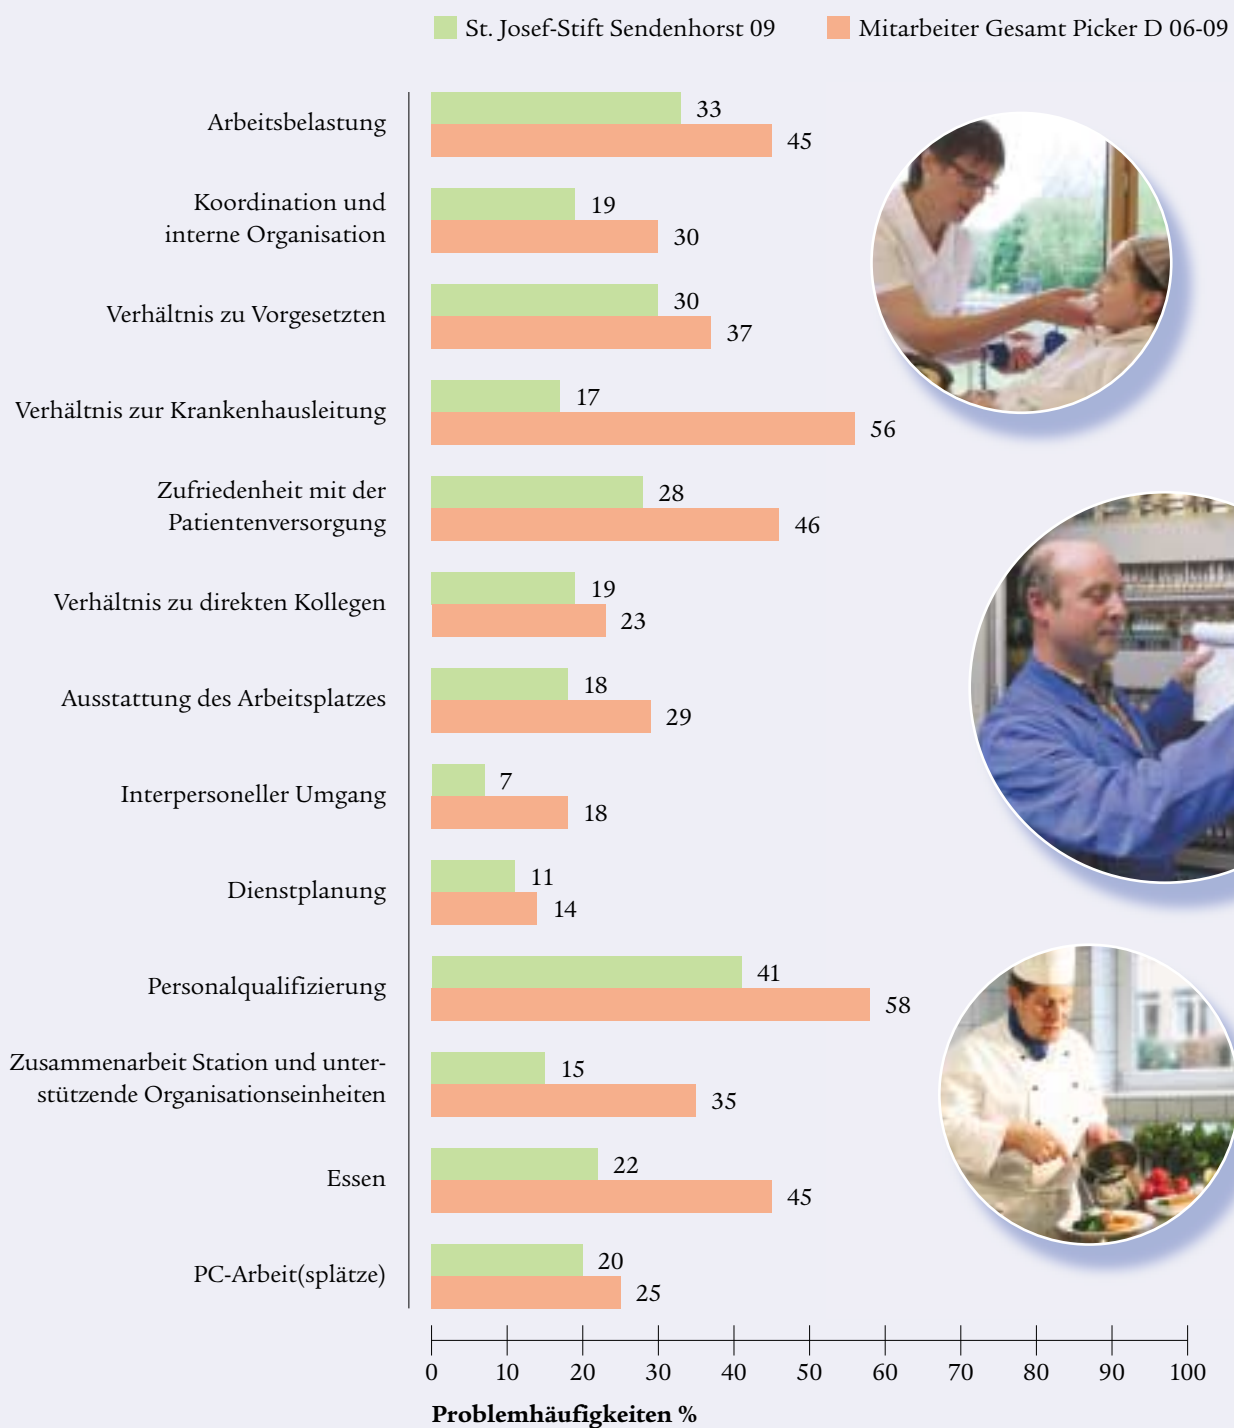 St. Josef-Stift Sendenhorst 09 Mitarbeiter Gesamt Picker D 06-09
Arbeitsbelastung
33
45
Koordination und
interne Organisation
19
30
Verhältnis zu Vorgesetzten
30
37
Verhältnis zur Krankenhausleitung
17
56
Zufriedenheit mit der
Patientenversorgung
28
46
Verhältnis zu direkten Kollegen
19
23
Ausstattung des Arbeitsplatzes
18
29
Interpersoneller Umgang
7
18
Dienstplanung
11
14
Personalqualifizierung
41
58
Zusammenarbeit Station und unter-
stützende Organisationseinheiten
15
35
Essen
22
45
PC-Arbeit(splätze)
20
25
0 10 20 30 40 50 60 70 80 90 100
Problemhäufigkeiten %